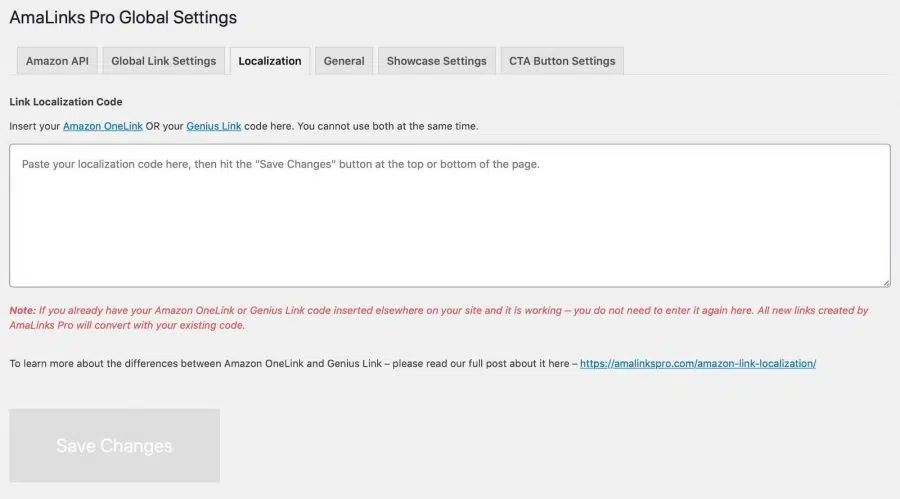 AmaLinks Pro Global Settings
Amazon API Global Link Settings Localization General Showcase Settings CTA Button Settings
Link Localization Code
Insert your Amazon OneLink OR your Genius Link code here. You cannot use both at the same time.
Paste your localization code here, then hit the "Save Changes" button at the top or bottom of the page.
Note: If you already have your Amazon OneLink or Genius Link code inserted elsewhere on your site and it is working – you do not need to enter it again here. All new links created by
AmaLinks Pro will convert with your existing code.
To learn more about the differences between Amazon OneLink and Genius Link – please read our full post about it here – https://amalinkspro.com/amazon-link-localization/
Save Changes